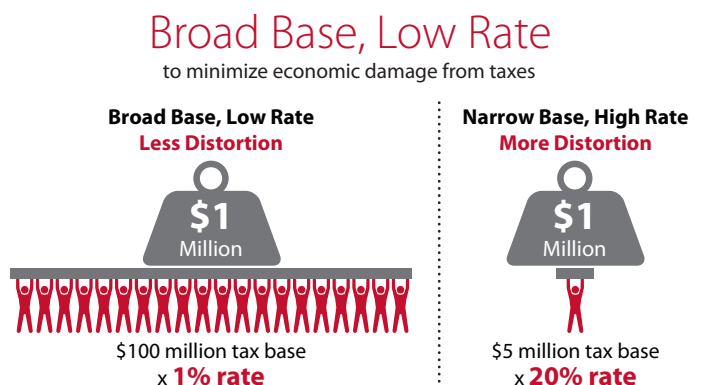 Broad Base, Low Rate
to minimize economic damage from taxes
Broad Base, Low Rate
Less Distortion
$1
Million
$100 million tax base
x 1% rate
Narrow Base, High Rate
More Distortion
$1
Million
$5 million tax base
x 20% rate